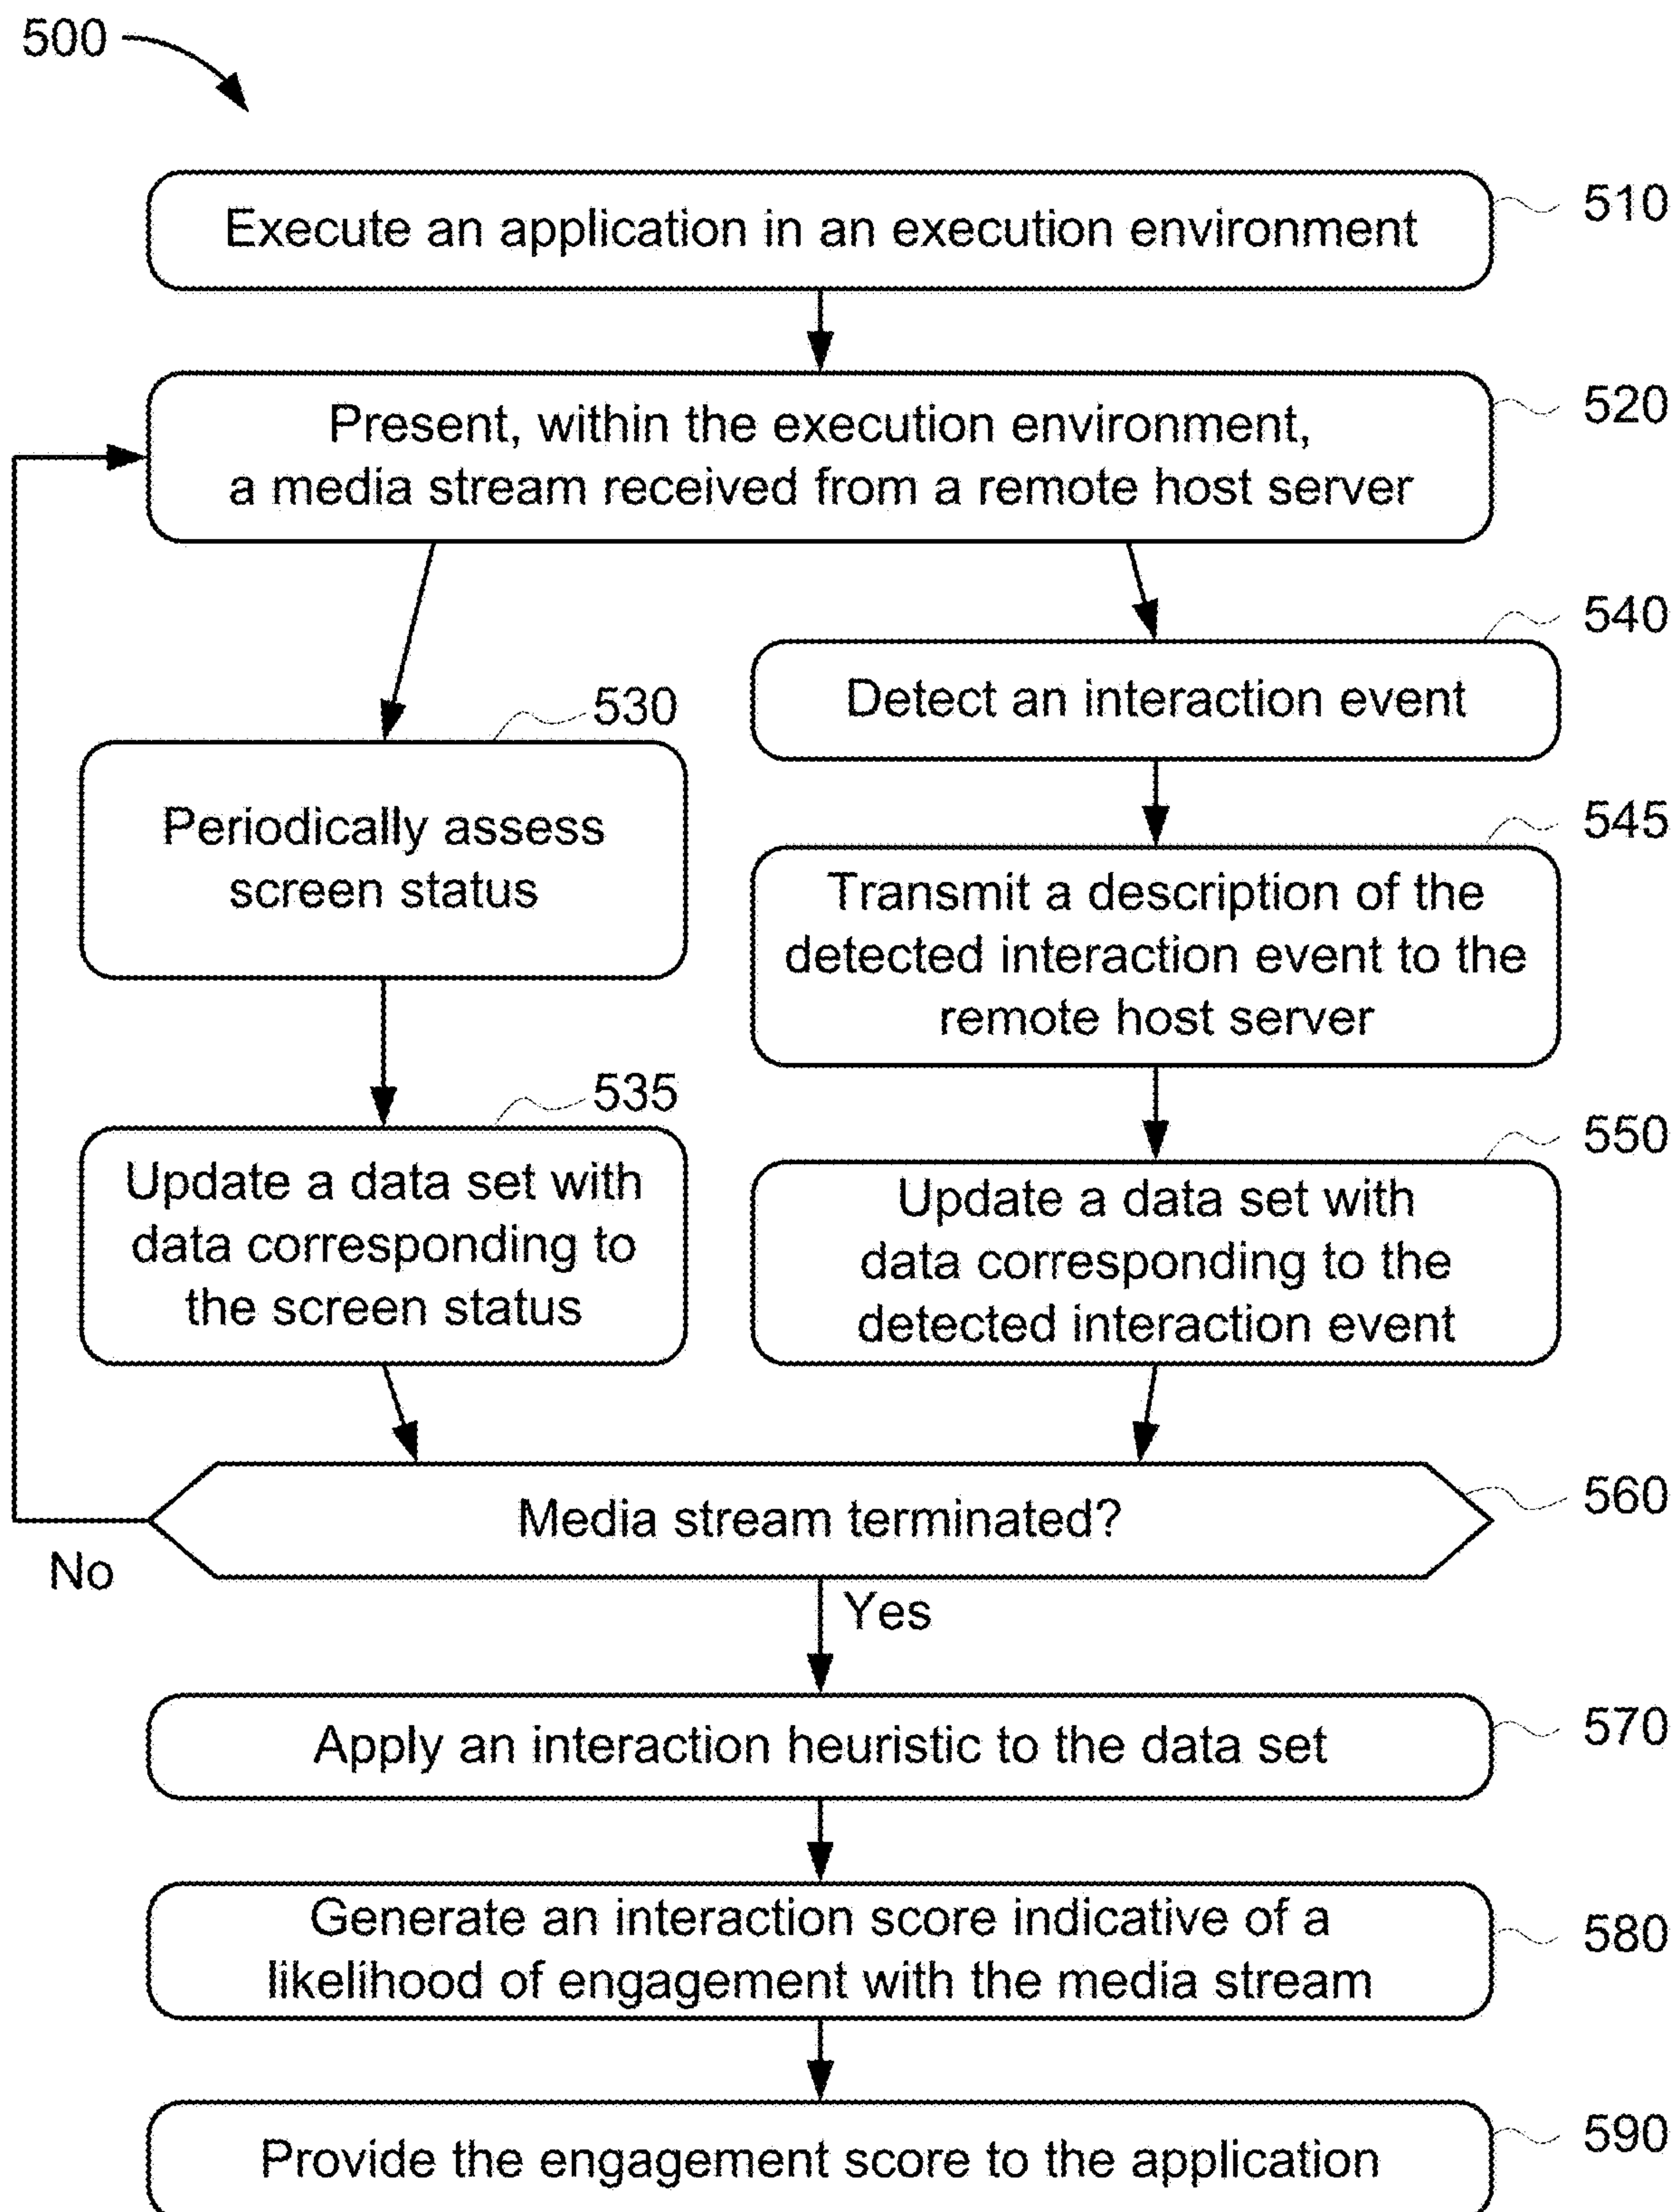 500
510
Execute an application in an execution environment
520
Present, within the execution environment,
a media stream received from a remote host server
530
Periodically assess
screen status
535
Update a data set with
data corresponding to
the screen status
540
Detect an interaction event
545
Transmit a description of the
detected interaction event to the
remote host server
550
Update a data set with
data corresponding to the
detected interaction event
560
Media stream terminated?
No
Yes
570
Apply an interaction heuristic to the data set
580
Generate an interaction score indicative of a
likelihood of engagement with the media stream
590
Provide the engagement score to the application